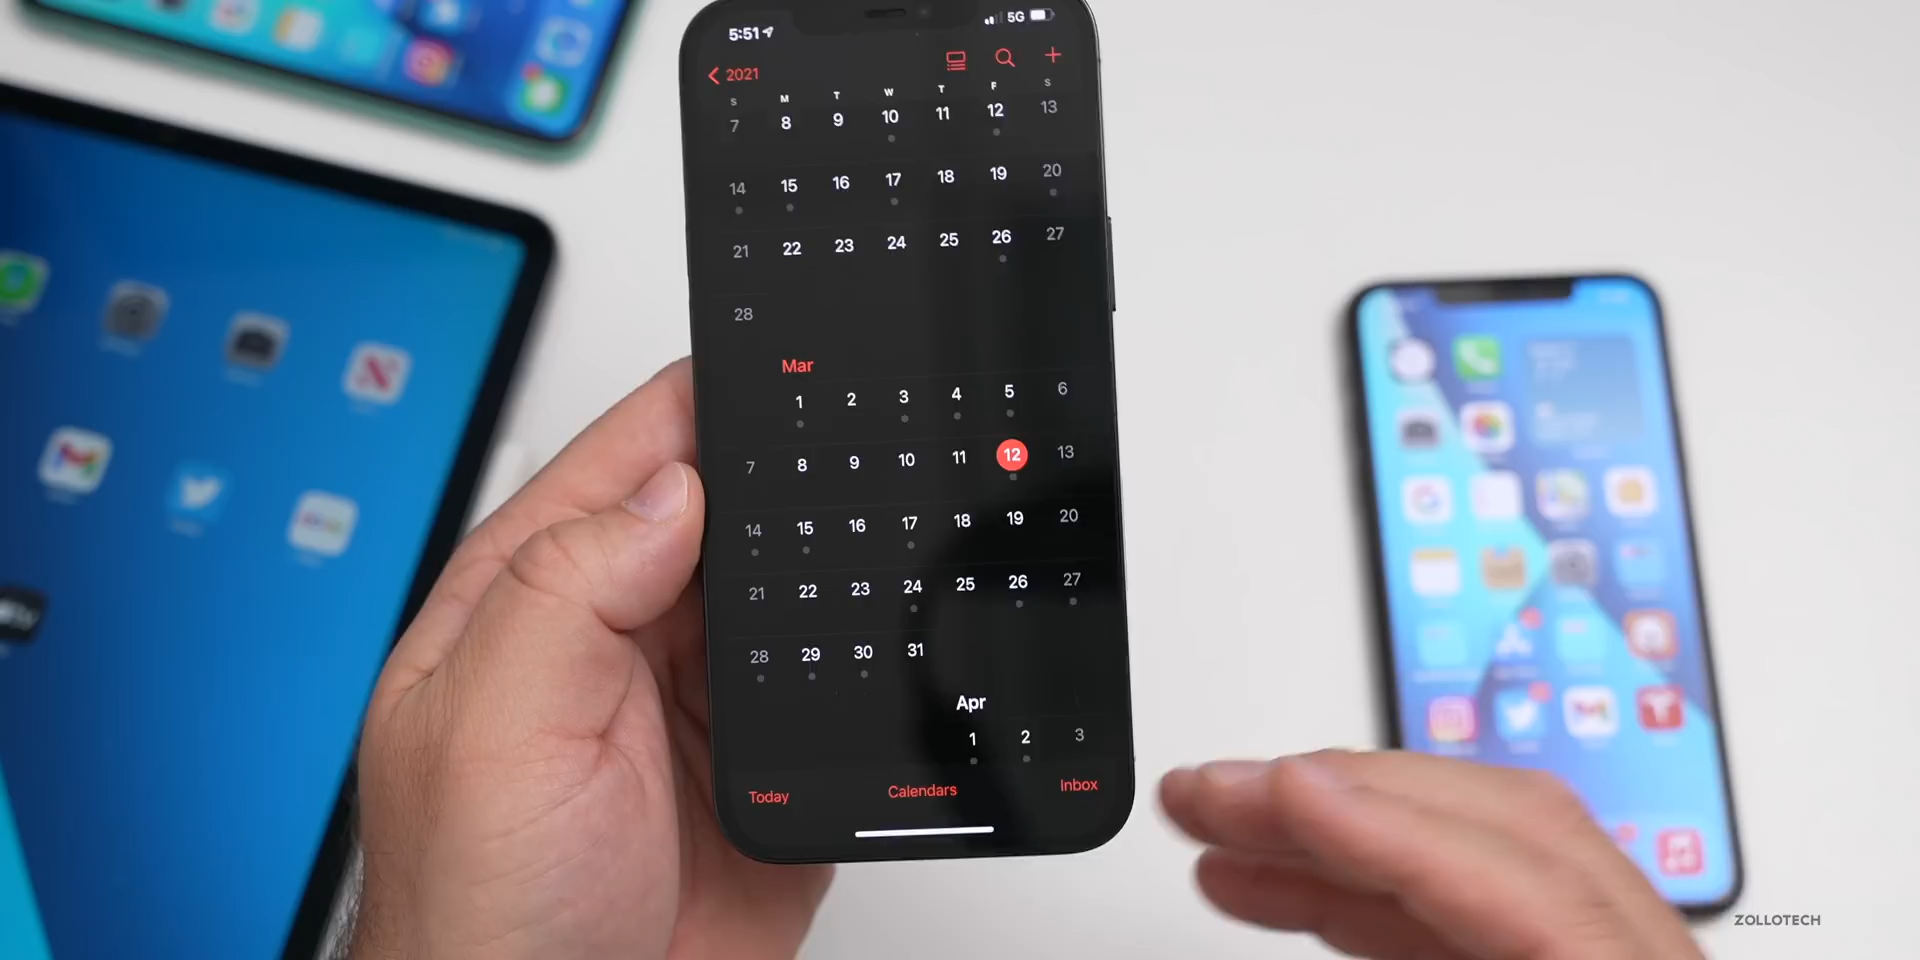 5:51 5G
2021
S M T W T F S
7 8 9 10 11 12 13
14 15 16 17 18 19 20
21 22 23 24 25 26 27
28
Mar
1 2 3 4 5 6
7 8 9 10 11 12 13
14 15 16 17 18 19 20
21 22 23 24 25 26 27
28 29 30 31
Apr
1 2 3
Today Calendars Inbox
ZOLLOTECH